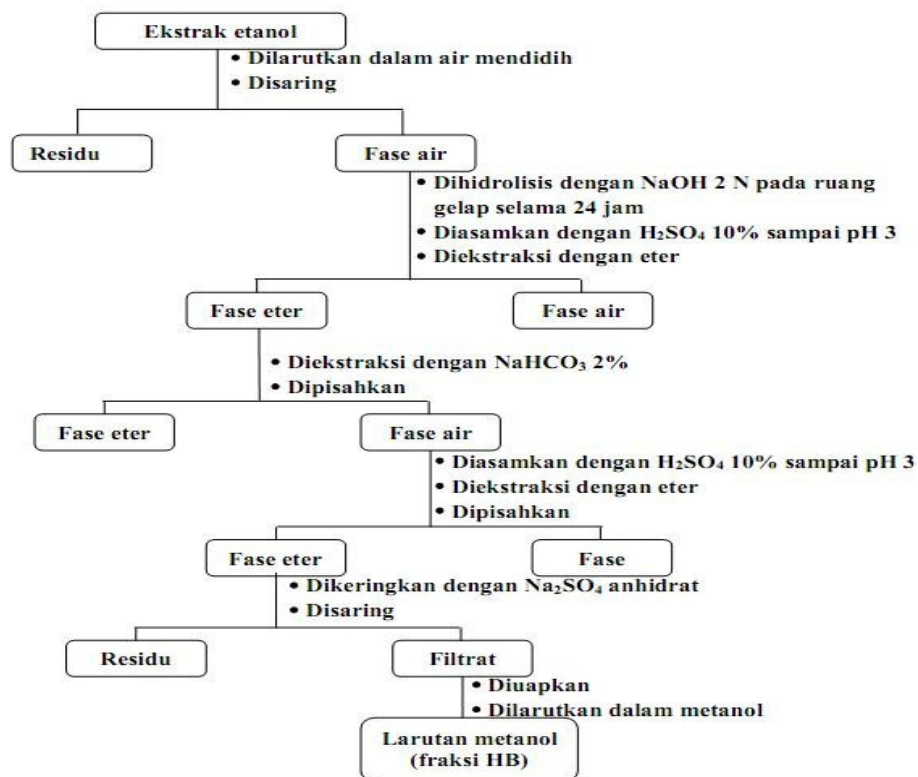 Ekstrak etanol
• Dilarutkan dalam air mendidih
• Disaring
Residu
Fase air
• Dihidrolisis dengan NaOH 2 N pada ruang
gelap selama 24 jam
• Diasamkan dengan H₂SO₄ 10% sampai pH 3
• Diekstraksi dengan eter
Fase eter
Fase air
• Diekstraksi dengan NaHCO₃ 2%
• Dipisahkan
Fase eter
Fase air
• Diasamkan dengan H₂SO₄ 10% sampai pH 3
• Diekstraksi dengan eter
• Dipisahkan
Fase eter
Fase
• Dikeringkan dengan Na₂SO₄ anhidrat
• Disaring
Residu
Filtrat
• Diuapkan
• Dilarutkan dalam metanol
Larutan metanol
(fraksi HB)